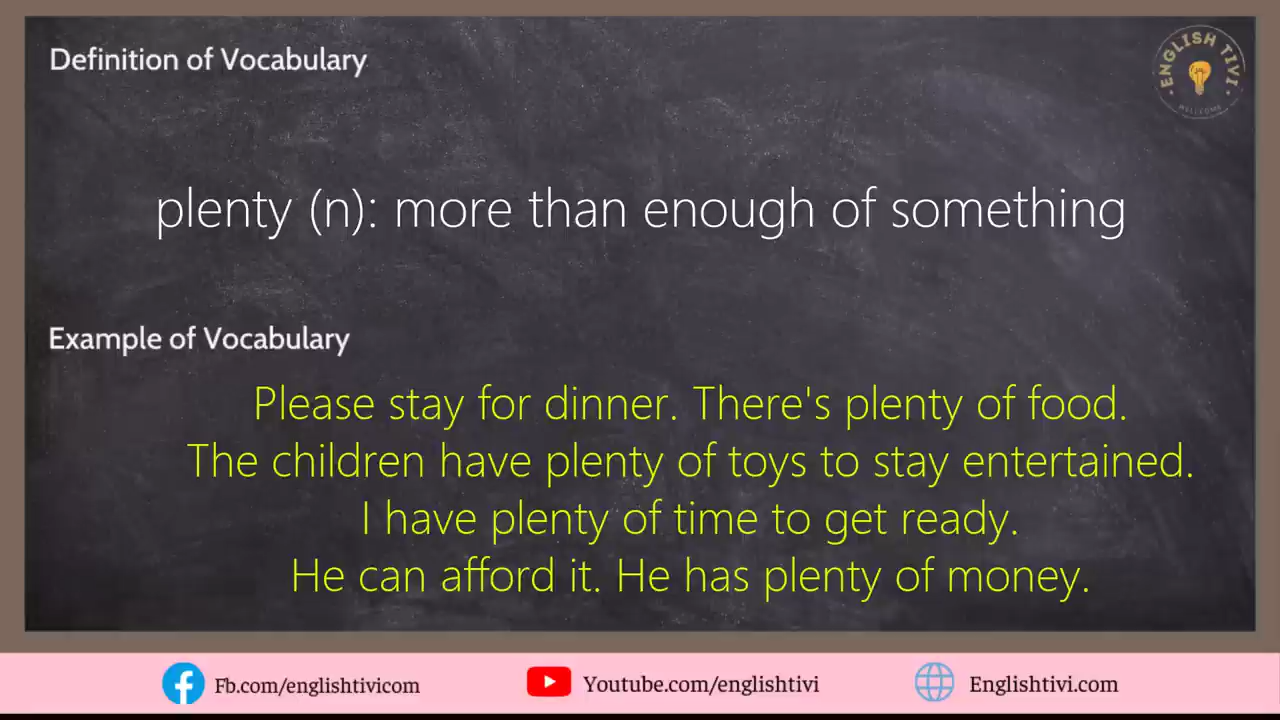 Definition of Vocabulary
ENGLISH TIVI
WELLCOME
plenty (n): more than enough of something
Example of Vocabulary
Please stay for dinner. There's plenty of food.
The children have plenty of toys to stay entertained.
I have plenty of time to get ready.
He can afford it. He has plenty of money.
Fb.com/englishtivicom
Youtube.com/englishtivi
Englishtivi.com